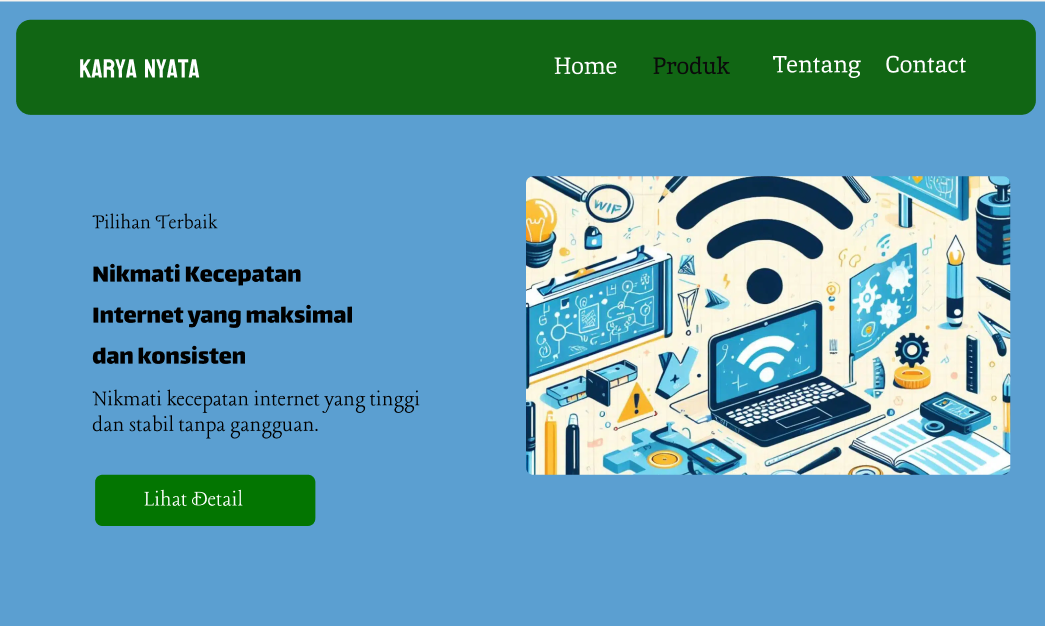 KARYA NYATA
Home Produk Tentang Contact
Pilihan Terbaik
Nikmati Kecepatan
Internet yang maksimal
dan konsisten
Nikmati kecepatan internet yang tinggi
dan stabil tanpa gangguan.
Lihat Detail
WIF